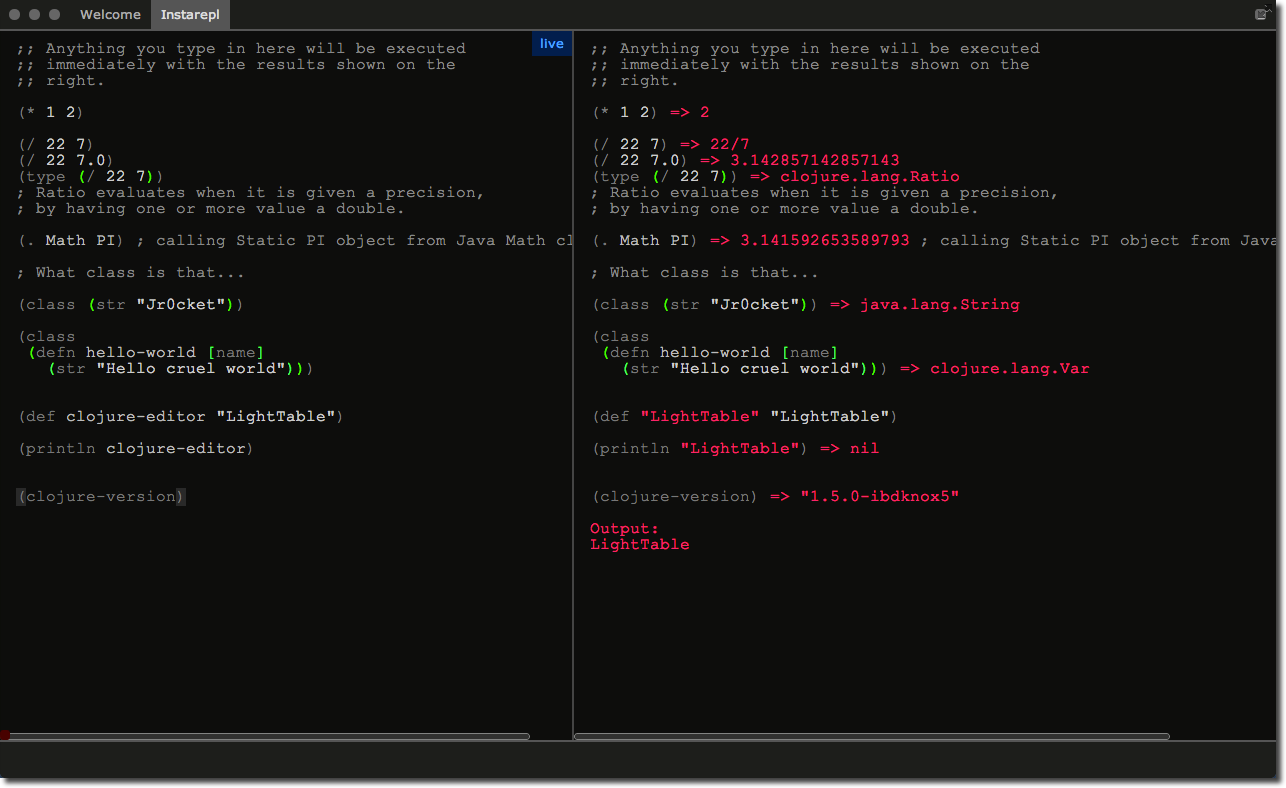 Welcome Instarepl
;; Anything you type in here will be executed
;; immediately with the results shown on the
;; right.
(* 1 2)
(/ 22 7)
(/ 22 7.0)
(type (/ 22 7))
; Ratio evaluates when it is given a precision,
; by having one or more value a double.
(. Math PI) ; calling Static PI object from Java Math cl
; What class is that...
(class (str "Jr0cket"))
(class
(defn hello-world [name]
(str "Hello cruel world")))
(def clojure-editor "LightTable")
(println clojure-editor)
(clojure-version)
live
;; Anything you type in here will be executed
;; immediately with the results shown on the
;; right.
(* 1 2) => 2
(/ 22 7) => 22/7
(/ 22 7.0) => 3.142857142857143
(type (/ 22 7)) => clojure.lang.Ratio
; Ratio evaluates when it is given a precision,
; by having one or more value a double.
(. Math PI) => 3.141592653589793 ; calling Static PI object from Java
; What class is that...
(class (str "Jr0cket")) => java.lang.String
(class
(defn hello-world [name]
(str "Hello cruel world"))) => clojure.lang.Var
(def "LightTable" "LightTable")
(println "LightTable") => nil
(clojure-version) => "1.5.0-ibdknox5"
Output:
LightTable